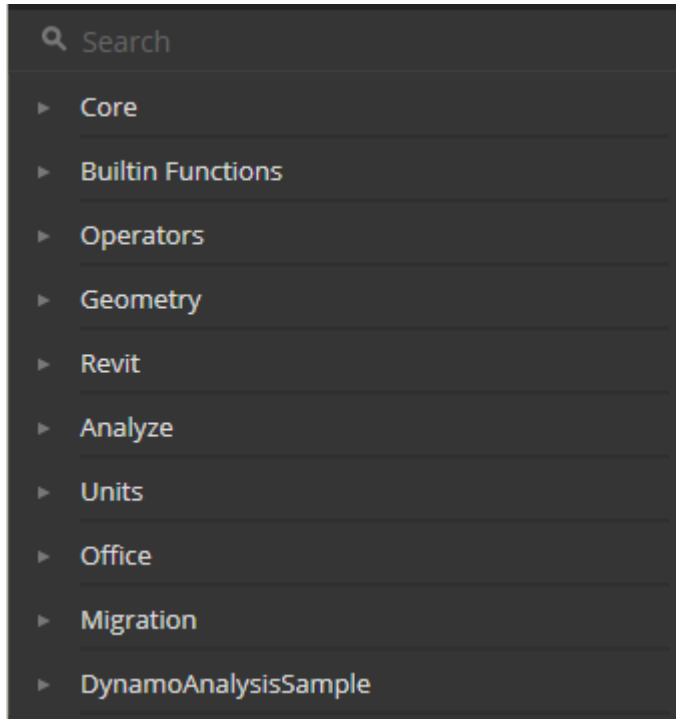 Search
Core
Builtin Functions
Operators
Geometry
Revit
Analyze
Units
Office
Migration
DynamoAnalysisSample